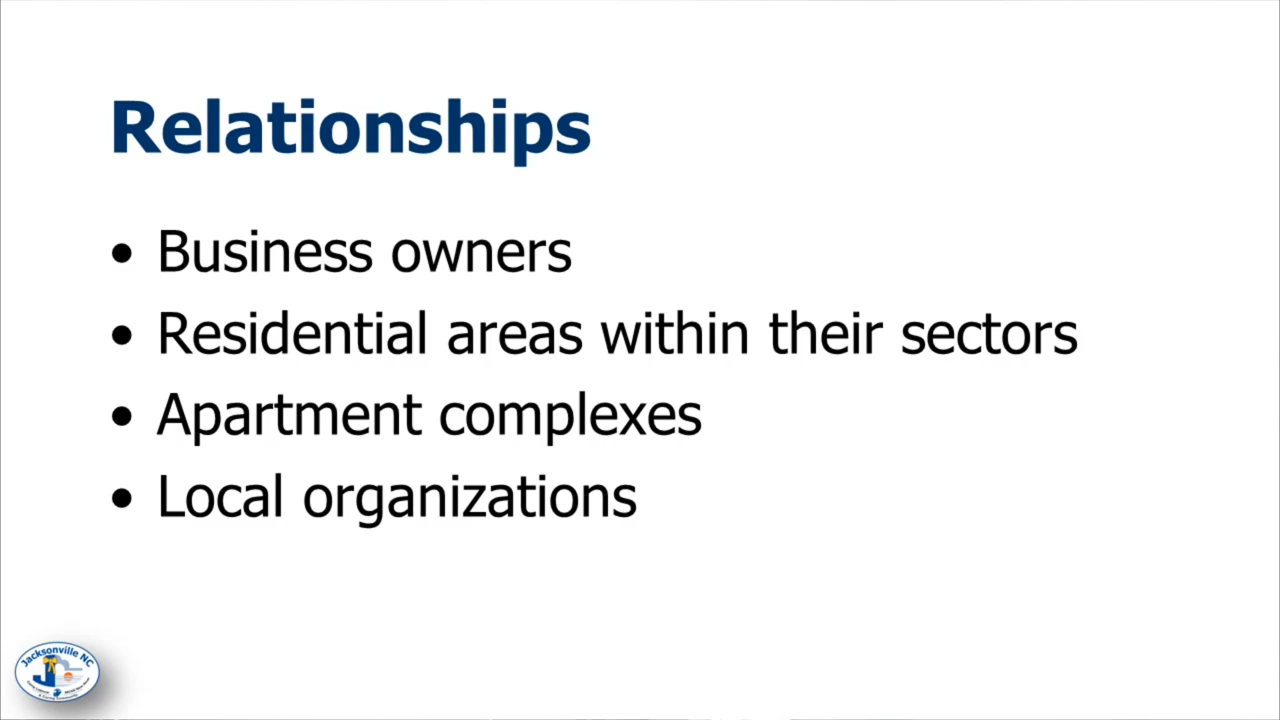 Relationships
• Business owners
• Residential areas within their sectors
• Apartment complexes
• Local organizations
Jacksonville NC